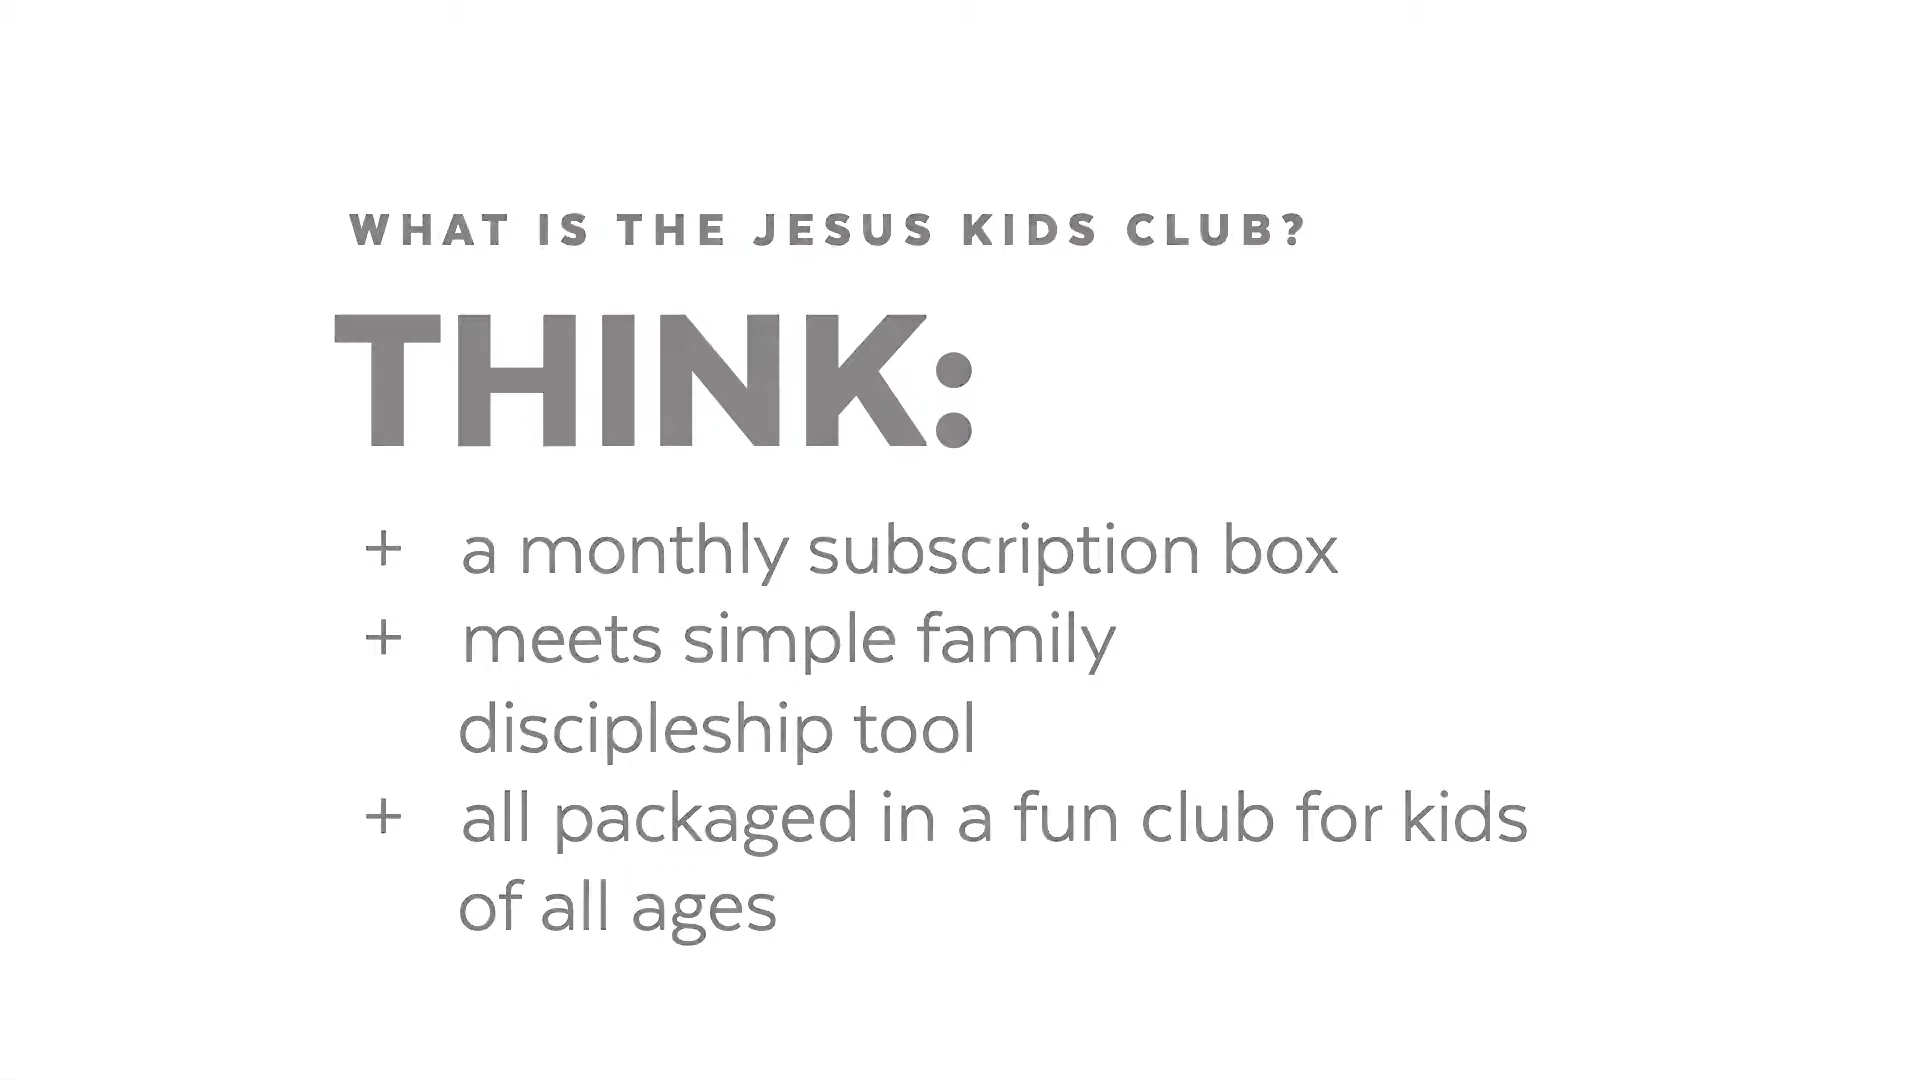 WHAT IS THE JESUS KIDS CLUB?
THINK:
+ a monthly subscription box
+ meets simple family
discipleship tool
+ all packaged in a fun club for kids
of all ages